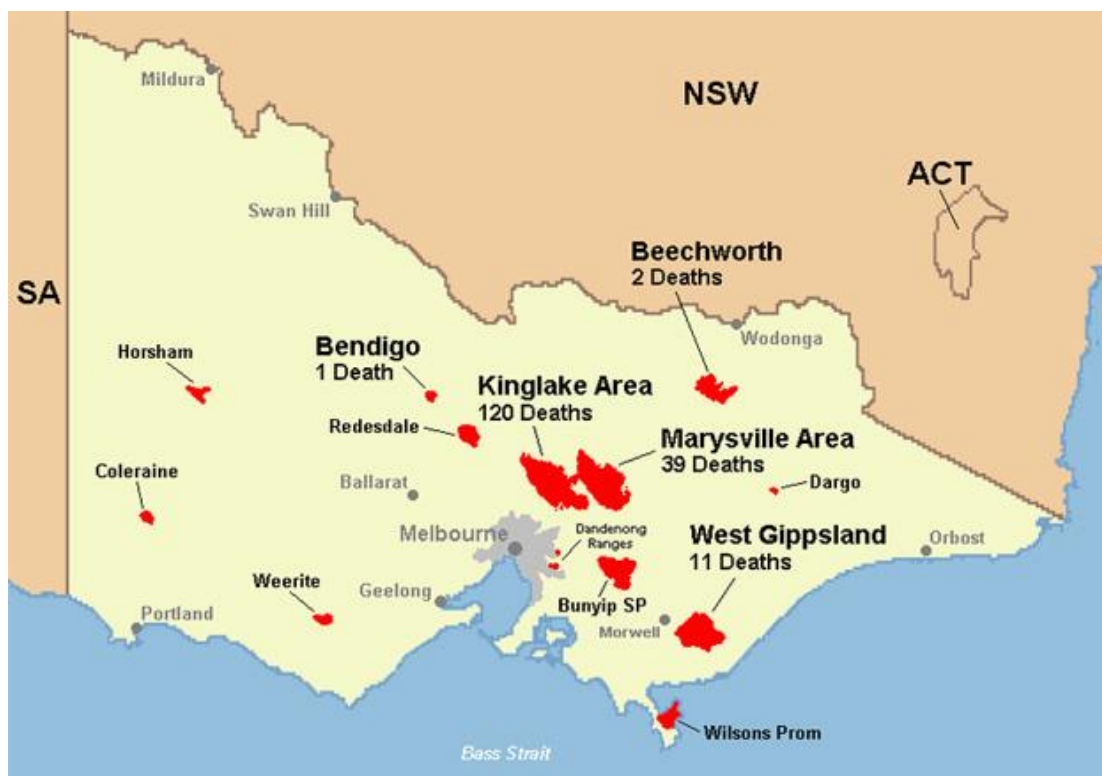 Mildura
NSW
ACT
Swan Hill
Beechworth
2 Deaths
SA
Wodonga
Horsham
Bendigo
1 Death
Kinglake Area
120 Deaths
Redesdale
Marysville Area
39 Deaths
Coleraine
Ballarat
Dargo
Melbourne
Dandenong
Ranges
West Gippsland
11 Deaths
Orbost
Weerite
Geelong
Bunyip SP
Portland
Morwell
Wilsons Prom
Bass Strait